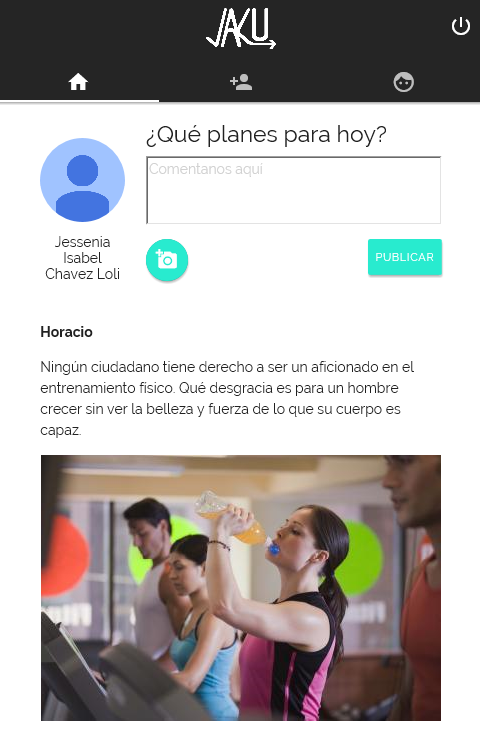 JAKU
¿Qué planes para hoy?
Comentanos aquí
Jessenia
Isabel
Chavez Loli
PUBLICAR
Horacio
Ningún ciudadano tiene derecho a ser un aficionado en el
entrenamiento físico. Qué desgracia es para un hombre
crecer sin ver la belleza y fuerza de lo que su cuerpo es
capaz.